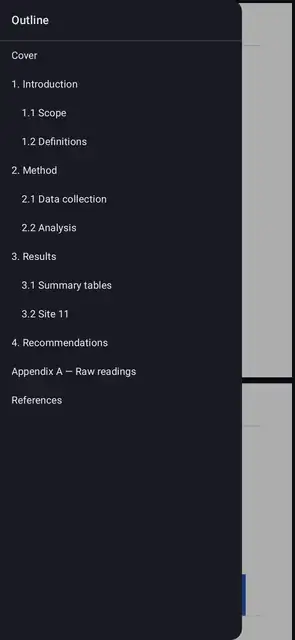 Outline
Cover
1. Introduction
1.1 Scope
1.2 Definitions
2. Method
2.1 Data collection
2.2 Analysis
3. Results
3.1 Summary tables
3.2 Site 11
4. Recommendations
Appendix A — Raw readings
References